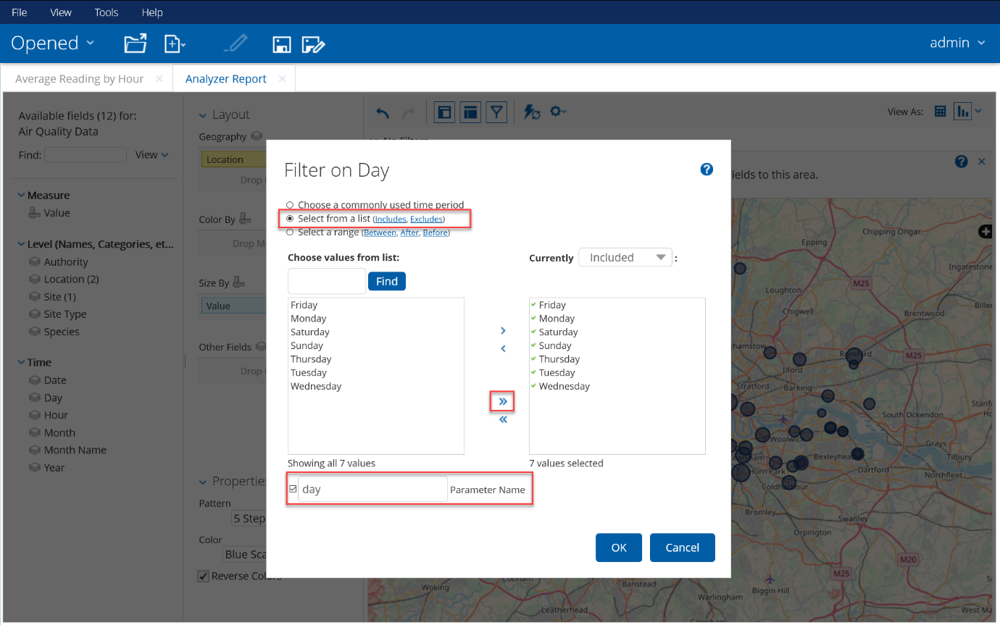 File View Tools Help
Opened admin
Average Reading by Hour Analyzer Report
Available fields (12) for:
Air Quality Data
Find: View
Measure
Value
Level (Names, Categories, et...
Authority
Location (2)
Site (1)
Site Type
Species
Time
Date
Day
Hour
Month
Month Name
Year
Layout
Geography
Location
Drop
Color By
Drop
Size By
Value
Other Fields
Drop
Properties
Pattern
5 Step
Color
Blue Sca
Reverse Colors
View As:
No Filters
ields to this area.
Filter on Day
Choose a commonly used time period
Select from a list (Includes, Excludes)
Select a range (Between, After, Before)
Choose values from list:
Find
Friday
Monday
Saturday
Sunday
Thursday
Tuesday
Wednesday
Showing all 7 values
Currently Included :
Friday
Monday
Saturday
Sunday
Thursday
Tuesday
Wednesday
7 values selected
day Parameter Name
OK Cancel
Chipping Ongar
Epping
Ingatestone
Loughton
M25
Chigwell
Brentwood
Biller
Romford
M25
Ilford
Stratford
Barking
South Ockendon
Woolwich
Grays
Tilbury
Bexleyheath
Dartford
Northfleet
Horn Park
Coldharbour
Bromley
Swanley
Orpington
M20
M25
Biggin Hill
Woking
Cobham
Banstead
Warlingham
Leatherhead
West Ma